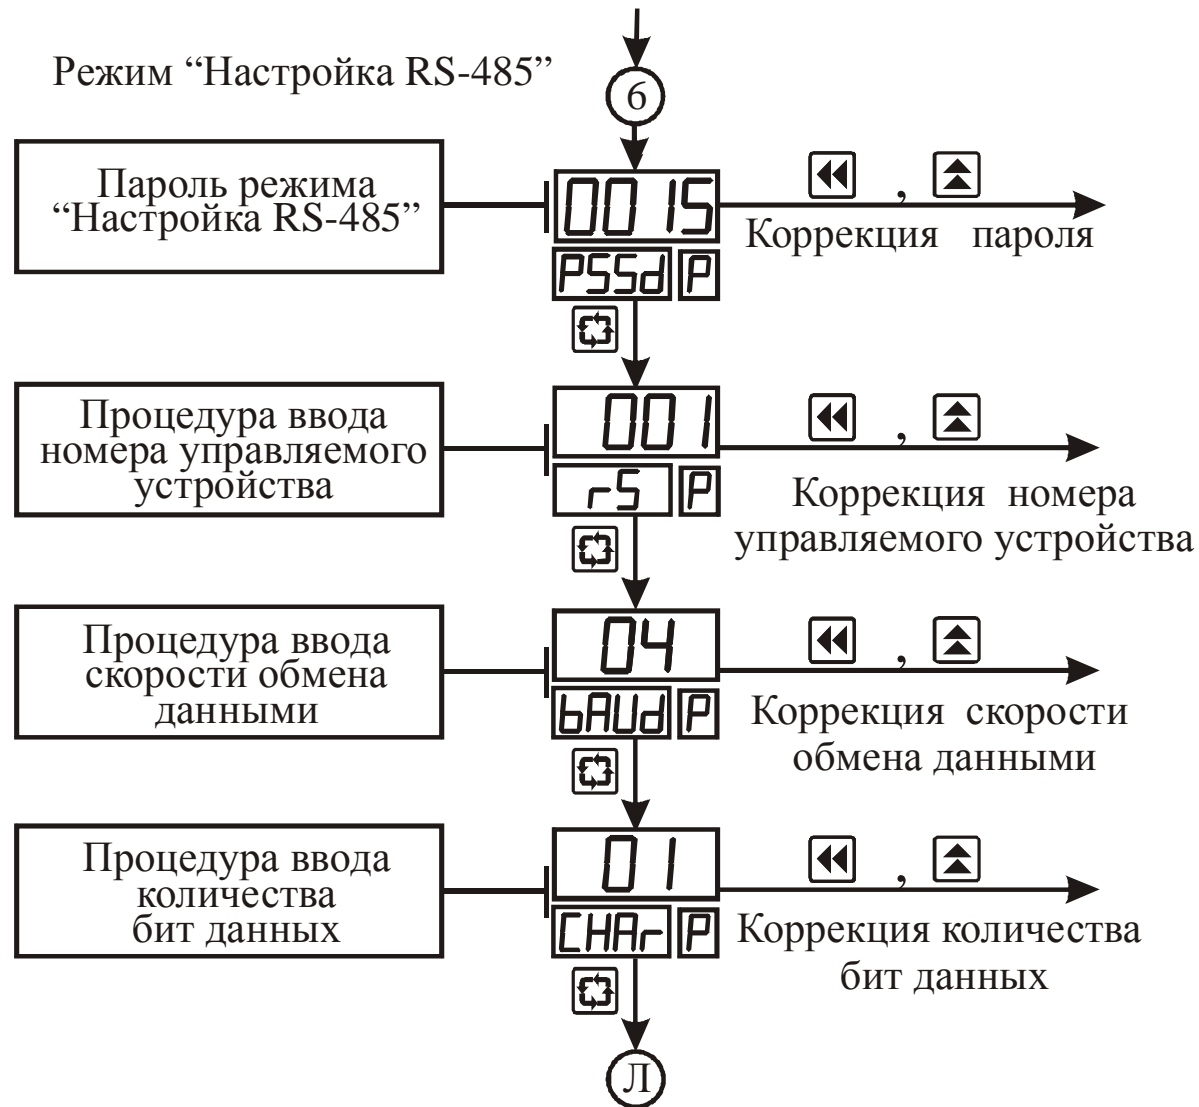 Режим “Настройка RS-485”
6
Пароль режима
“Настройка RS-485”
0015
PSSd P
,
Коррекция пароля
Процедура ввода
номера управляемого
устройства
001
rS P
,
Коррекция номера
управляемого устройства
Процедура ввода
скорости обмена
данными
04
bAUd P
,
Коррекция скорости
обмена данными
Процедура ввода
количества
бит данных
01
CHAr P
,
Коррекция количества
бит данных
Л